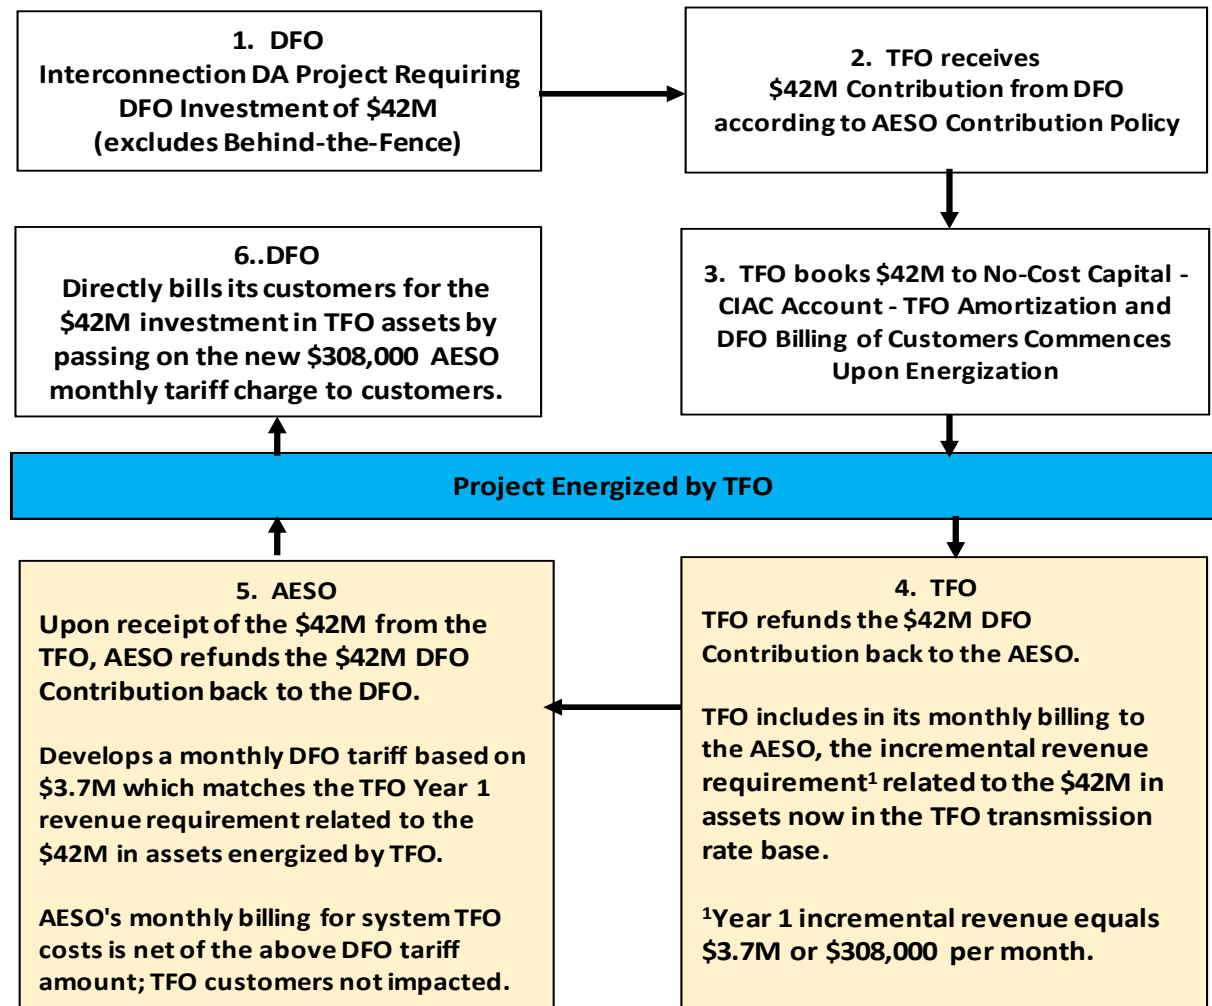 1. DFO
Interconnection DA Project Requiring
DFO Investment of $42M
(excludes Behind-the-Fence)
2. TFO receives
$42M Contribution from DFO
according to AESO Contribution Policy
3. TFO books $42M to No-Cost Capital -
CIAC Account - TFO Amortization and
DFO Billing of Customers Commences
Upon Energization
6..DFO
Directly bills its customers for the
$42M investment in TFO assets by
passing on the new $308,000 AESO
monthly tariff charge to customers.
Project Energized by TFO
4. TFO
TFO refunds the $42M DFO
Contribution back to the AESO.
TFO includes in its monthly billing to
the AESO, the incremental revenue
requirement¹ related to the $42M in
assets now in the TFO transmission
rate base.
¹Year 1 incremental revenue equals
$3.7M or $308,000 per month.
5. AESO
Upon receipt of the $42M from the
TFO, AESO refunds the $42M DFO
Contribution back to the DFO.
Develops a monthly DFO tariff based on
$3.7M which matches the TFO Year 1
revenue requirement related to the
$42M in assets energized by TFO.
AESO's monthly billing for system TFO
costs is net of the above DFO tariff
amount; TFO customers not impacted.